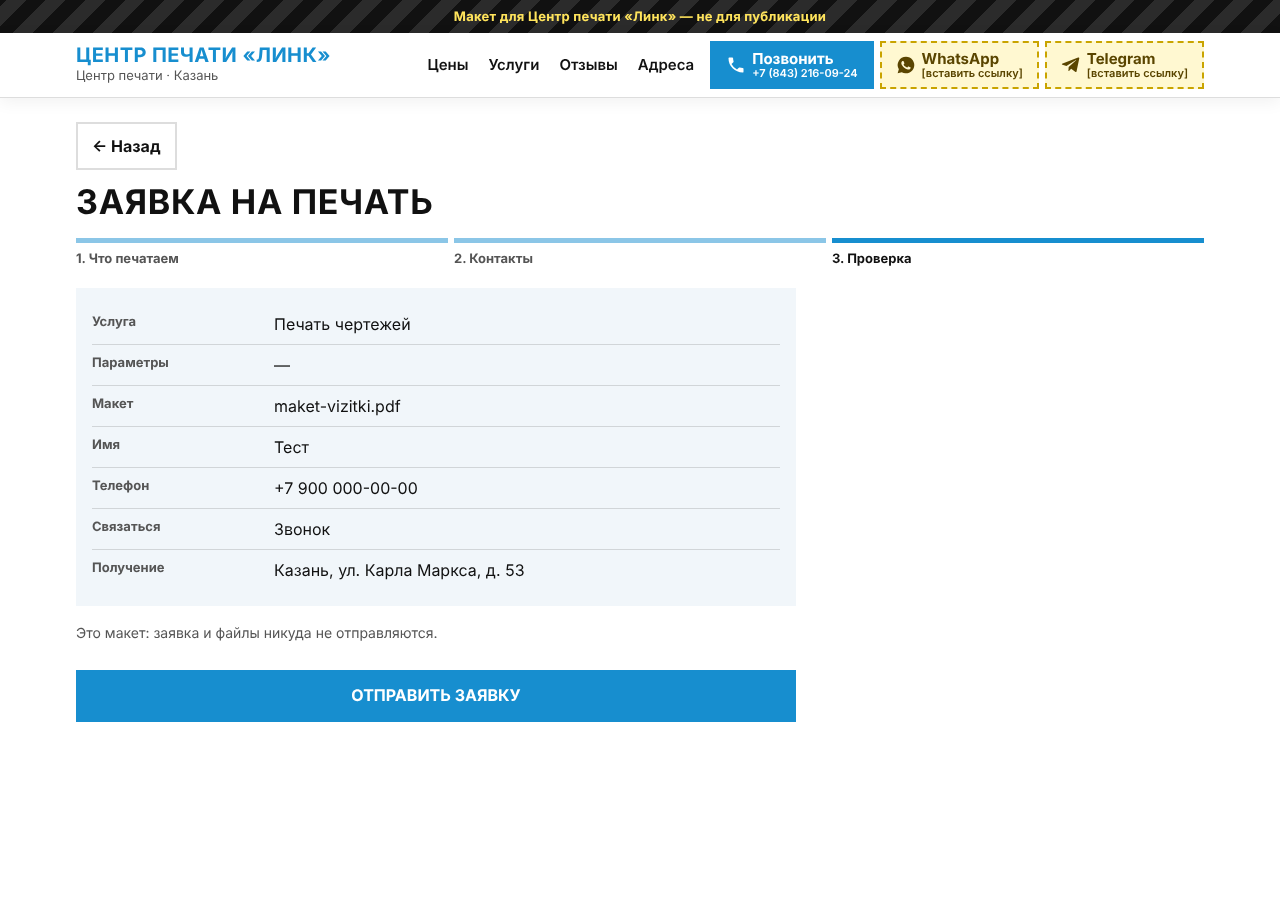 Макет для Центр печати «Линк» — не для публикации
ЦЕНТР ПЕЧАТИ «ЛИНК»
Центр печати · Казань
Цены Услуги Отзывы Адреса
Позвонить
+7 (843) 216-09-24
WhatsApp
[вставить ссылку]
Telegram
[вставить ссылку]
← Назад
ЗАЯВКА НА ПЕЧАТЬ
1. Что печатаем
2. Контакты
3. Проверка
Услуга Печать чертежей
Параметры —
Макет maket-vizitki.pdf
Имя Тест
Телефон +7 900 000-00-00
Связаться Звонок
Получение Казань, ул. Карла Маркса, д. 53
Это макет: заявка и файлы никуда не отправляются.
ОТПРАВИТЬ ЗАЯВКУ